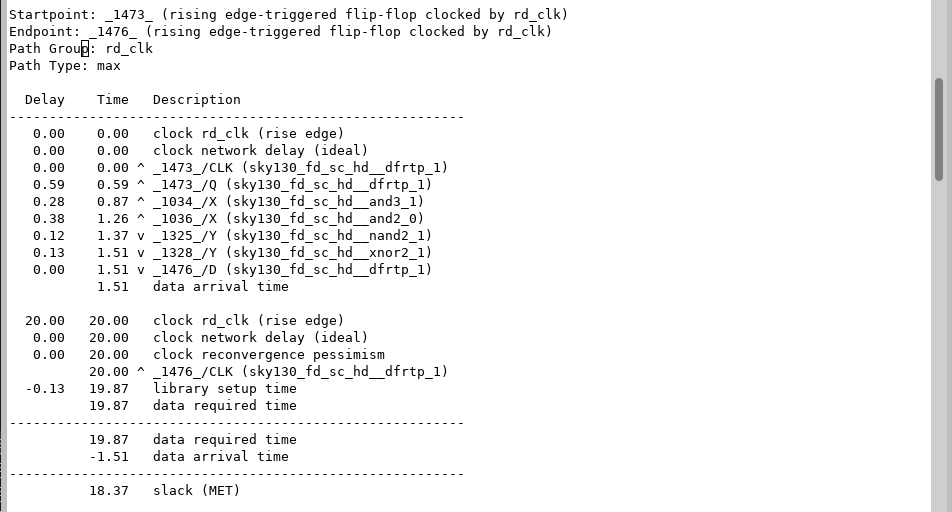 Startpoint: _1473_ (rising edge-triggered flip-flop clocked by rd_clk)
Endpoint: _1476_ (rising edge-triggered flip-flop clocked by rd_clk)
Path Group: rd_clk
Path Type: max

  Delay    Time   Description
---------------------------------------------------------
   0.00    0.00   clock rd_clk (rise edge)
   0.00    0.00   clock network delay (ideal)
   0.00    0.00 ^ _1473_/CLK (sky130_fd_sc_hd__dfrtp_1)
   0.59    0.59 ^ _1473_/Q (sky130_fd_sc_hd__dfrtp_1)
   0.28    0.87 ^ _1034_/X (sky130_fd_sc_hd__and3_1)
   0.38    1.26 ^ _1036_/X (sky130_fd_sc_hd__and2_0)
   0.12    1.37 v _1325_/Y (sky130_fd_sc_hd__nand2_1)
   0.13    1.51 v _1328_/Y (sky130_fd_sc_hd__xnor2_1)
   0.00    1.51 v _1476_/D (sky130_fd_sc_hd__dfrtp_1)
           1.51   data arrival time

  20.00   20.00   clock rd_clk (rise edge)
   0.00   20.00   clock network delay (ideal)
   0.00   20.00   clock reconvergence pessimism
          20.00 ^ _1476_/CLK (sky130_fd_sc_hd__dfrtp_1)
  -0.13   19.87   library setup time
          19.87   data required time
---------------------------------------------------------
          19.87   data required time
          -1.51   data arrival time
---------------------------------------------------------
          18.37   slack (MET)